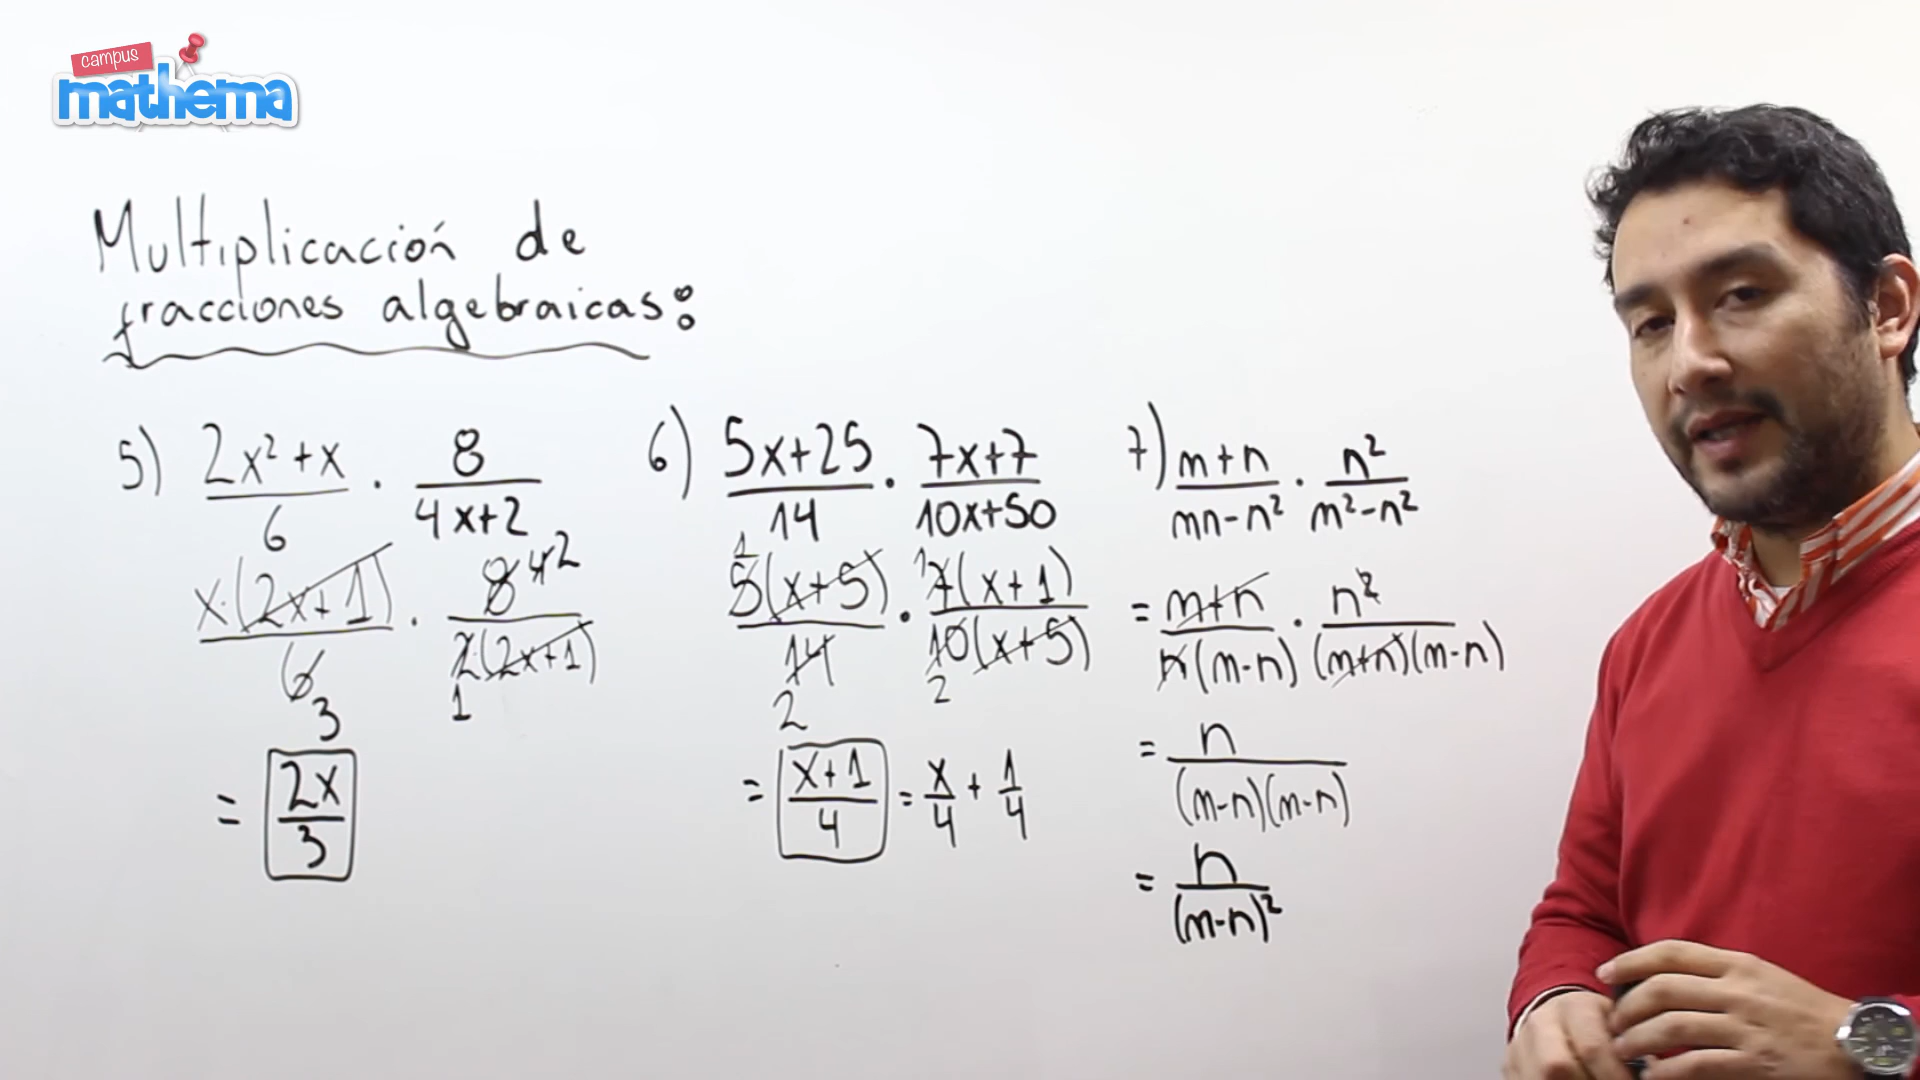 campus
mathema
Multiplicación de
fracciones algebraicas:
5) (2x² + x)/6 · 8/(4x+2)
x·(2x+1)/6 3 · 8 4 2/(2(2x+1)) 1
= 2x/3
6) (5x+25)/14 · (7x+7)/(10x+50)
1 5(x+5)/14 2 · 1 7(x+1)/(10(x+5)) 2
= (x+1)/4 = x/4 + 1/4
7) (m+n)/(mn-n²) · n²/(m²-n²)
= (m+n)/(n(m-n)) · n²/((m+n)(m-n))
= n/((m-n)(m-n))
= n/(m-n)²